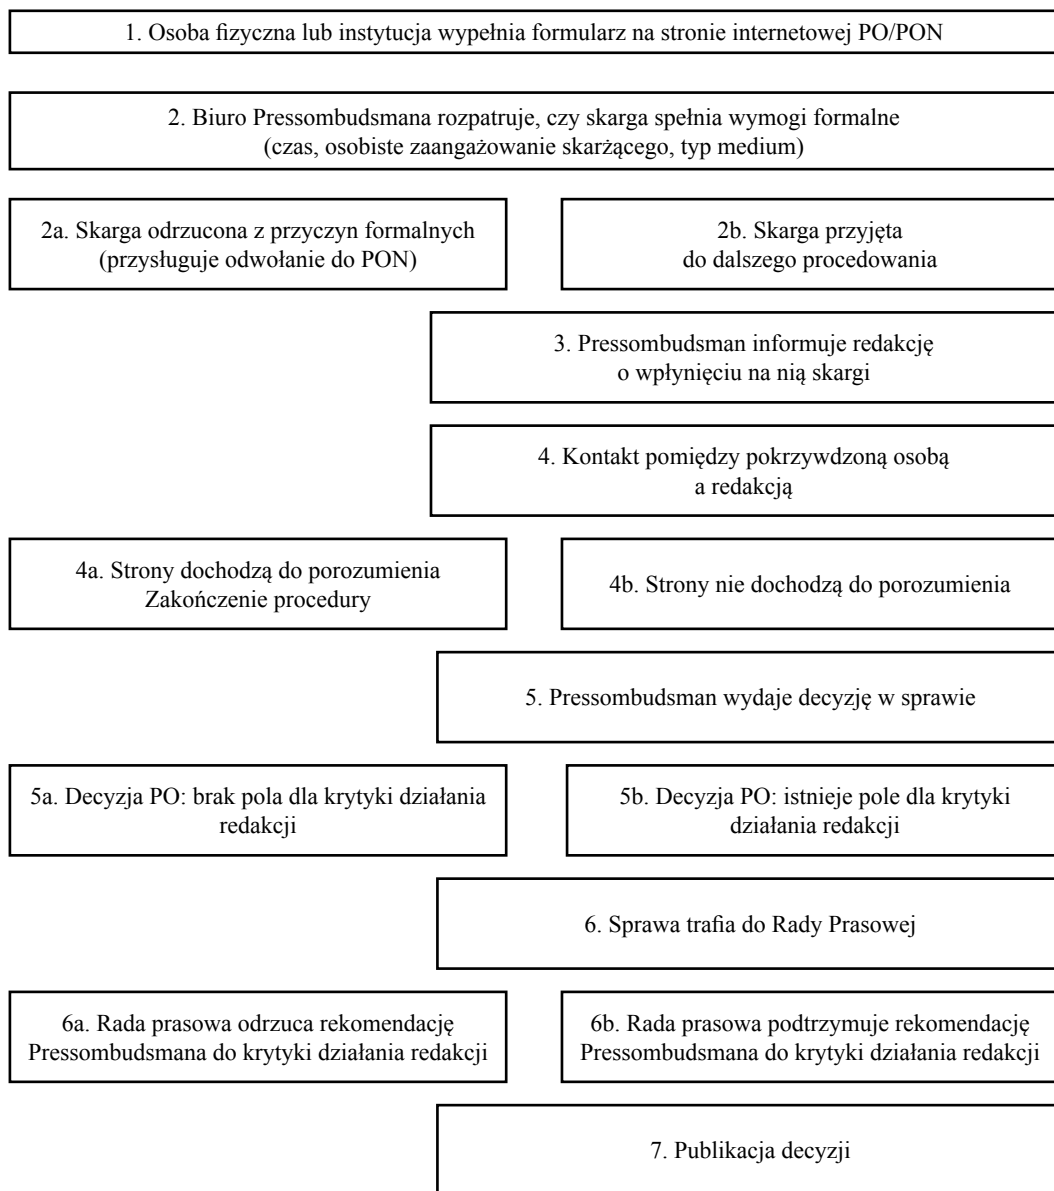 1. Osoba fizyczna lub instytucja wypełnia formularz na stronie internetowej PO/PON
2. Biuro Pressombudsmana rozpatruje, czy skarga spełnia wymogi formalne
(czas, osobiste zaangażowanie skarżącego, typ medium)
2a. Skarga odrzucona z przyczyn formalnych
(przysługuje odwołanie do PON)
2b. Skarga przyjęta
do dalszego procedowania
3. Pressombudsman informuje redakcję
o wpłynięciu na nią skargi
4. Kontakt pomiędzy pokrzywdzoną osobą
a redakcją
4a. Strony dochodzą do porozumienia
Zakończenie procedury
4b. Strony nie dochodzą do porozumienia
5. Pressombudsman wydaje decyzję w sprawie
5a. Decyzja PO: brak pola dla krytyki działania
redakcji
5b. Decyzja PO: istnieje pole dla krytyki
działania redakcji
6. Sprawa trafia do Rady Prasowej
6a. Rada prasowa odrzuca rekomendację
Pressombudsmana do krytyki działania redakcji
6b. Rada prasowa podtrzymuje rekomendację
Pressombudsmana do krytyki działania redakcji
7. Publikacja decyzji